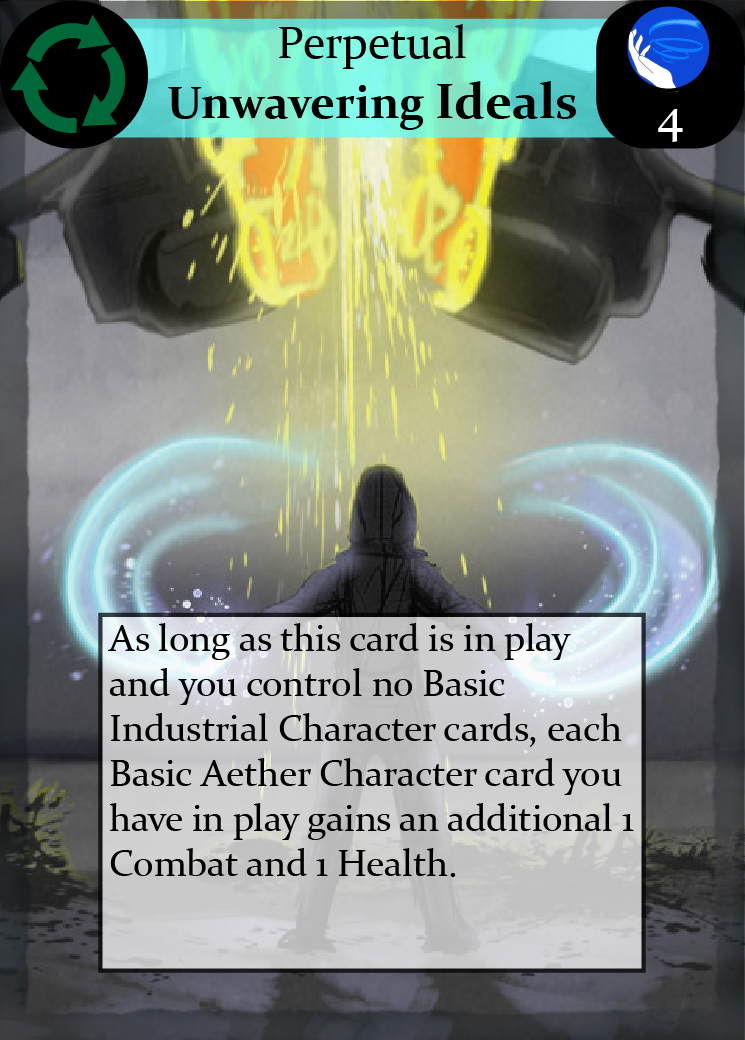 Perpetual
Unwavering Ideals
4
As long as this card is in play
and you control no Basic
Industrial Character cards, each
Basic Aether Character card you
have in play gains an additional 1
Combat and 1 Health.